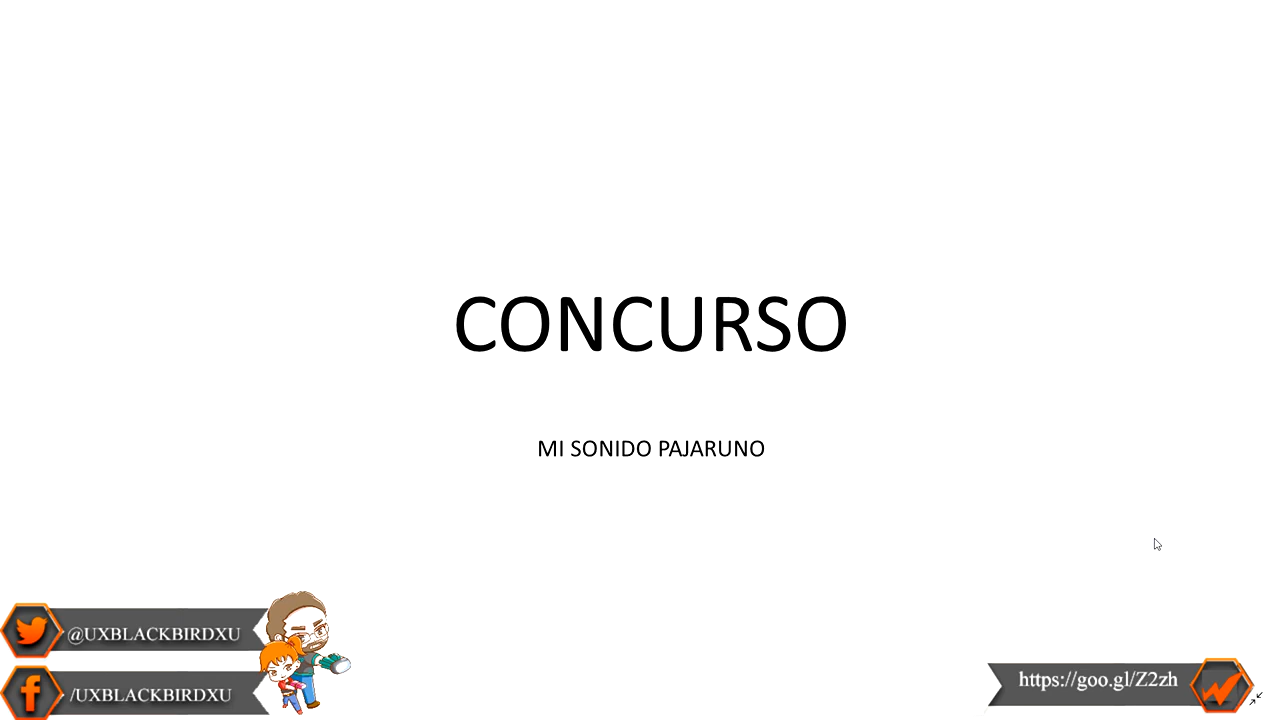 CONCURSO
MI SONIDO PAJARUNO
@UXBLACKBIRDXU
/UXBLACKBIRDXU
https://goo.gl/Z2zh